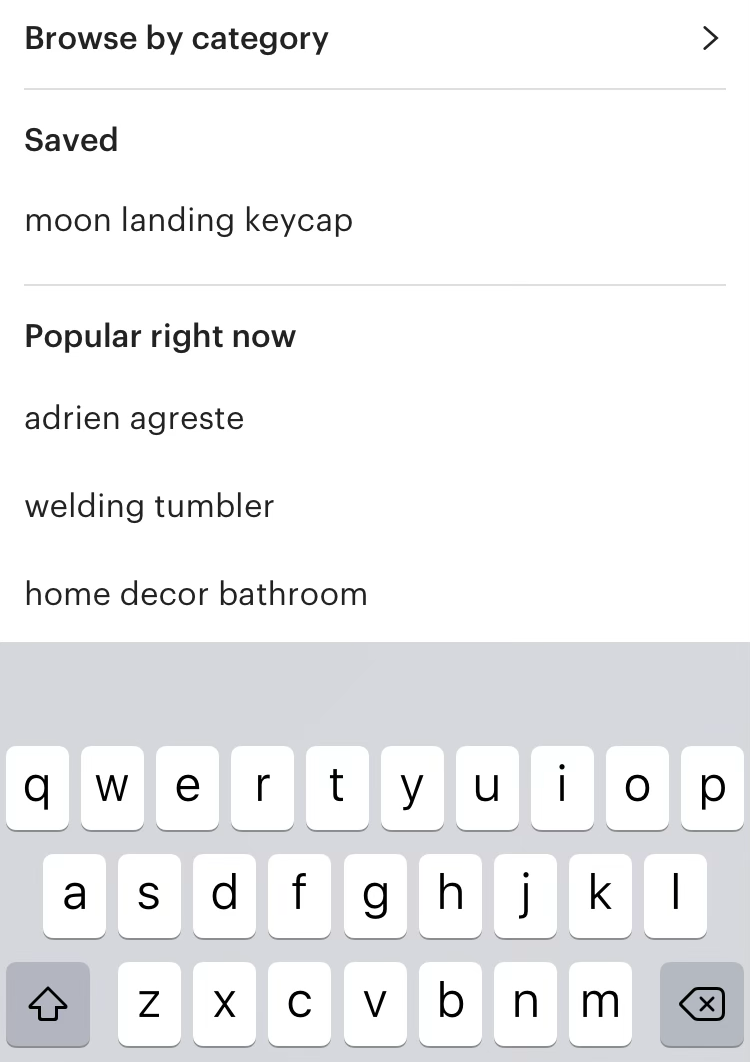 Browse by category
Saved
moon landing keycap
Popular right now
adrien agreste
welding tumbler
home decor bathroom
q w e r t y u i o p
a s d f g h j k l
z x c v b n m